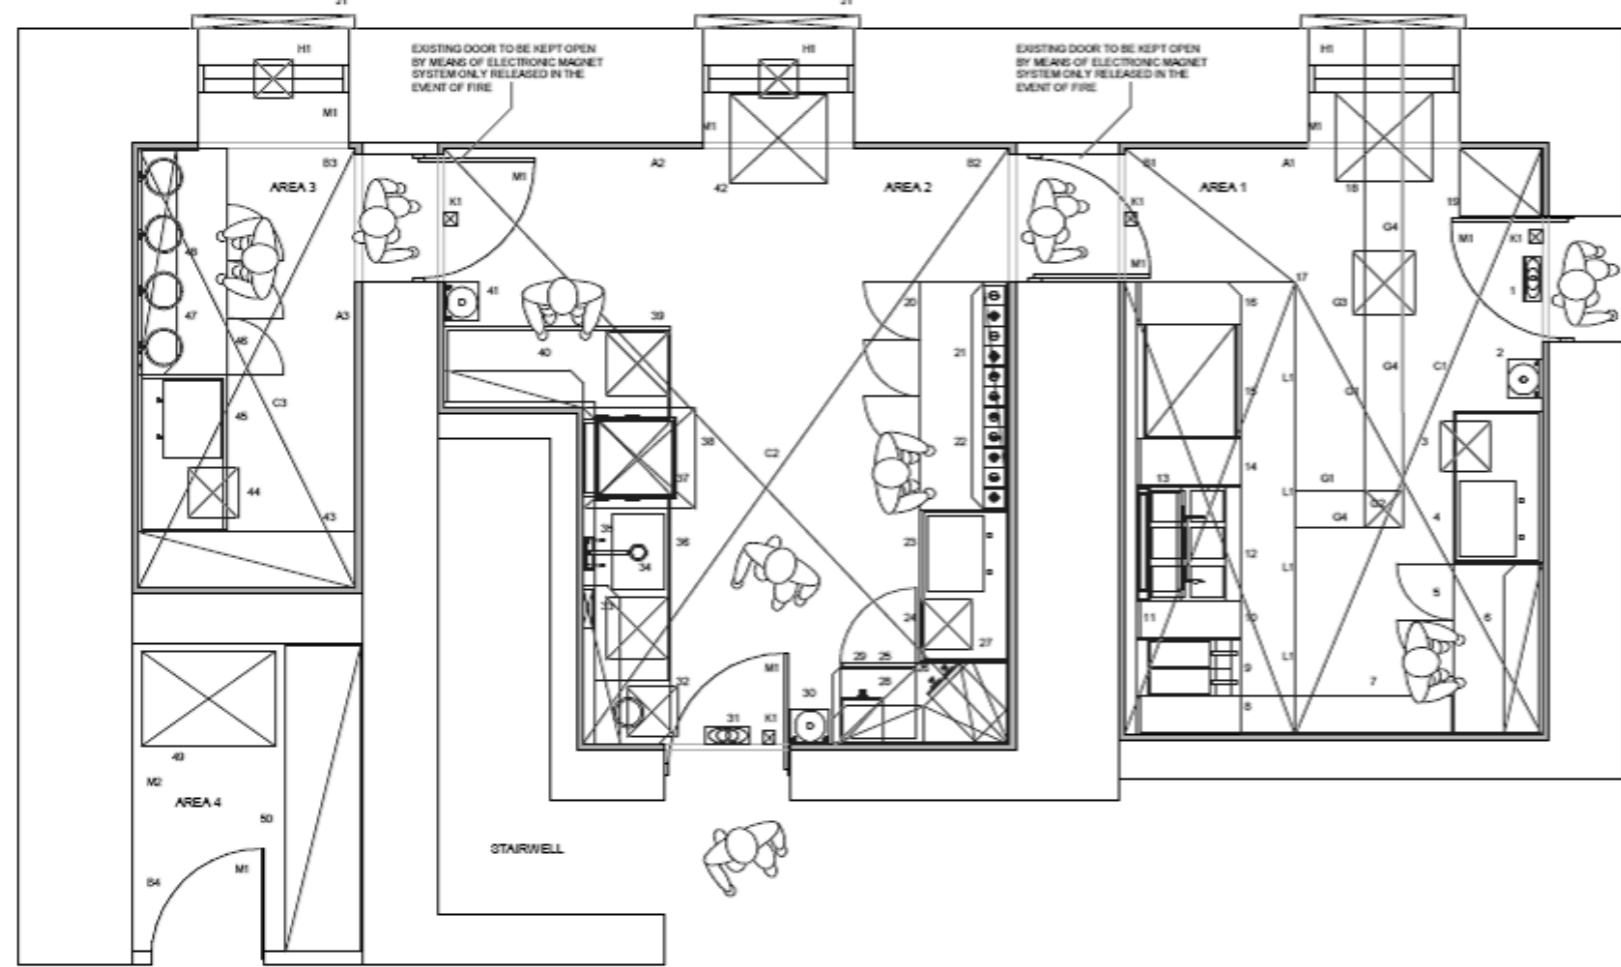 EXISTING DOOR TO BE KEPT OPEN
BY MEANS OF ELECTRONIC MAGNET
SYSTEM ONLY RELEASED IN THE
EVENT OF FIRE
EXISTING DOOR TO BE KEPT OPEN
BY MEANS OF ELECTRONIC MAGNET
SYSTEM ONLY RELEASED IN THE
EVENT OF FIRE
H1
H1
H1
M1
M1
M1
B3
A2
B2
B1
A1
AREA 3
M1
42
AREA 2
AREA 1
18
K1
K1
19
G4
M1
K1
48
M1
17
41
20
16
G3
1
47
A3
39
46
40
21
2
L1
G4
C1
15
C3
45
38
22
3
C2
14
37
13
G1
44
L1
G2
43
G4
4
35
36
23
12
34
L1
5
33
24
11
10
6
27
29
25
L1
M1
9
32
28
7
30
8
31
K1
49
M2
AREA 4
50
STAIRWELL
M1